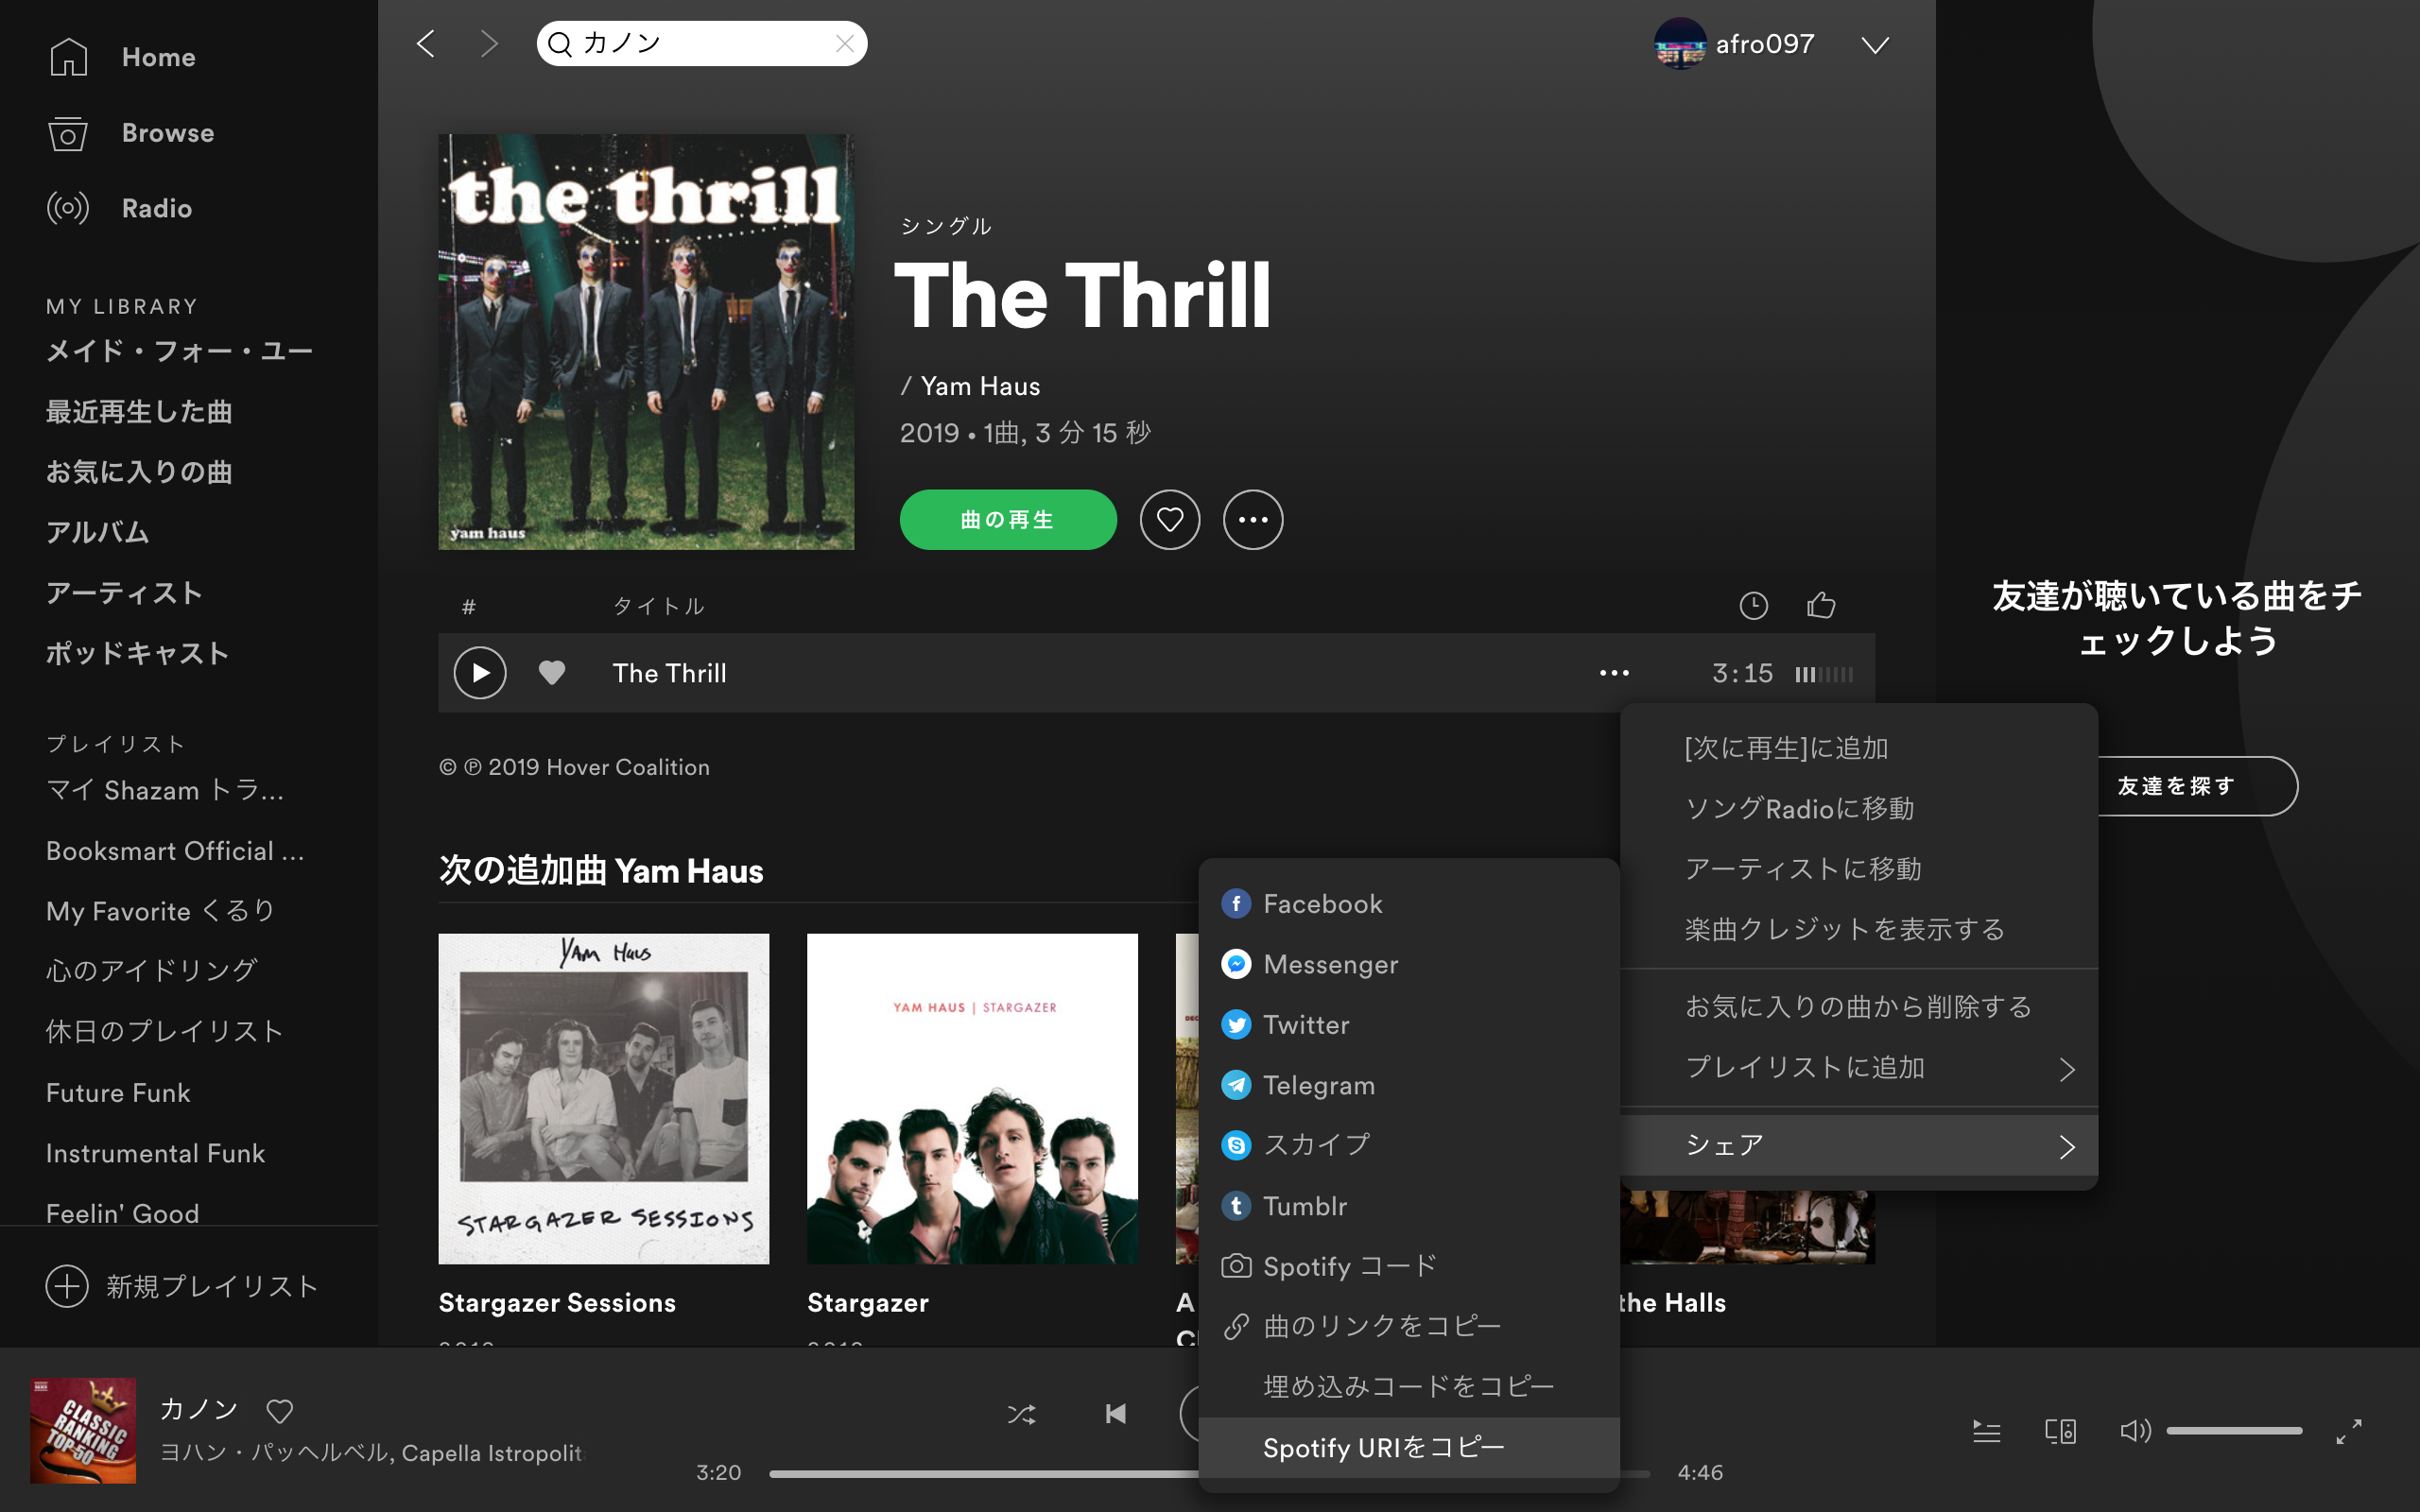 Home
Browse
Radio
MY LIBRARY
メイド・フォー・ユー
最近再生した曲
お気に入りの曲
アルバム
アーティスト
ポッドキャスト
プレイリスト
マイ Shazam トラ…
Booksmart Official …
My Favorite くるり
心のアイドリング
休日のプレイリスト
Future Funk
Instrumental Funk
Feelin' Good
新規プレイリスト
カノン
afro097
the thrill
yam haus
シングル
The Thrill
/ Yam Haus
2019 • 1曲, 3 分 15 秒
曲の再生
# タイトル
The Thrill 3:15
© ℗ 2019 Hover Coalition
次の追加曲 Yam Haus
YAM HAUS
STARGAZER SESSIONS
YAM HAUS | STARGAZER
Stargazer Sessions
Stargazer
the Halls
[次に再生]に追加
ソングRadioに移動
アーティストに移動
楽曲クレジットを表示する
お気に入りの曲から削除する
プレイリストに追加
シェア
Facebook
Messenger
Twitter
Telegram
スカイプ
Tumblr
Spotify コード
曲のリンクをコピー
埋め込みコードをコピー
Spotify URIをコピー
友達が聴いている曲をチ
ェックしよう
友達を探す
CLASSIC
RANKING
TOP 50
カノン
ヨハン・パッヘルベル, Capella Istropolit
3:20
4:46